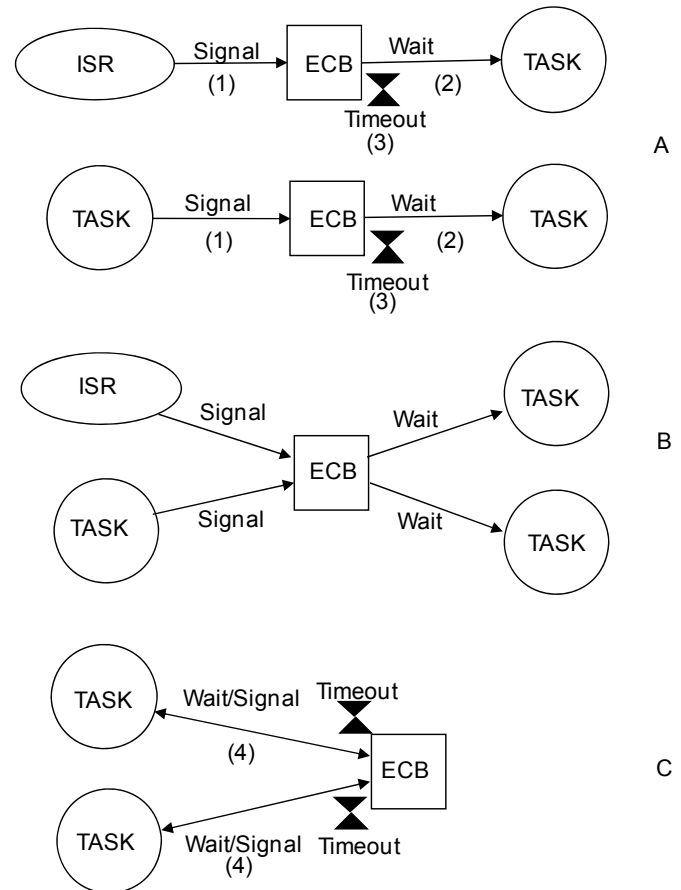 ISR
Signal
(1)
ECB
Wait
(2)
TASK
Timeout
(3)
A
TASK
Signal
(1)
ECB
Wait
(2)
TASK
Timeout
(3)
ISR
Signal
TASK
Signal
ECB
Wait
TASK
Wait
TASK
B
TASK
Wait/Signal
(4)
Timeout
ECB
C
TASK
Wait/Signal
(4)
Timeout